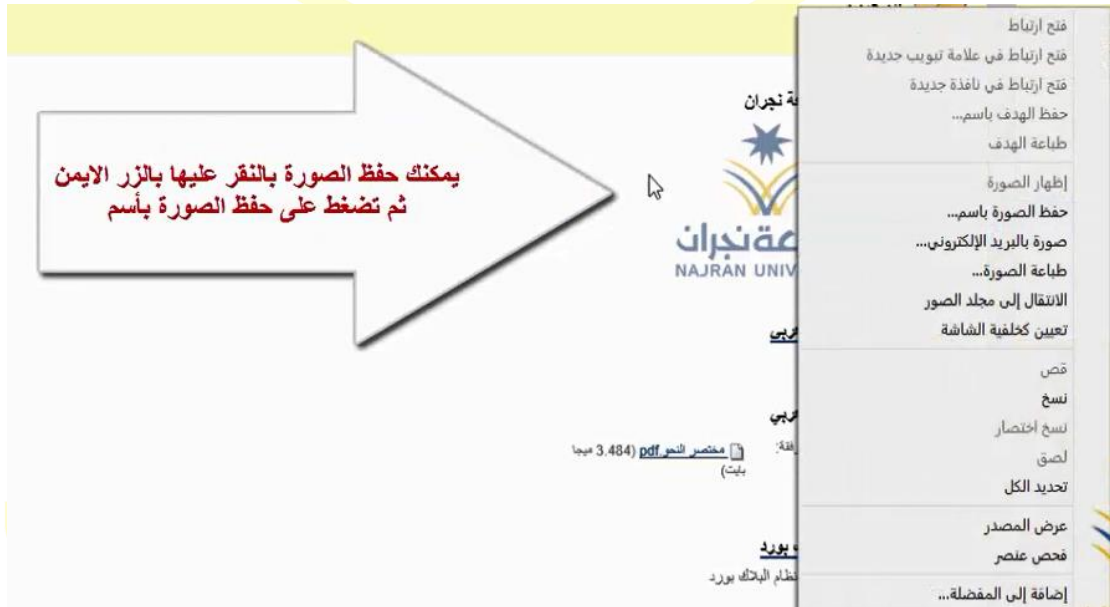 فتح ارتباط
فتح ارتباط في علامة تبويب جديدة
فتح ارتباط في نافذة جديدة
حفظ الهدف باسم...
طباعة الهدف
إظهار الصورة
حفظ الصورة باسم...
صورة بالبريد الإلكتروني...
طباعة الصورة...
الانتقال إلى مجلد الصور
تعيين كخلفية الشاشة
قص
نسخ
نسخ اختصار
لصق
تحديد الكل
عرض المصدر
فحص عنصر
إضافة إلى المفضلة...
نجران
نجران
NAJRAN
مختصر النحو.pdf (3.484 ميجا
بايت)
بورد
نظام البلاك بورد
يمكنك حفظ الصورة بالنقر عليها بالزر الايمن
ثم تضغط على حفظ الصورة بأسم